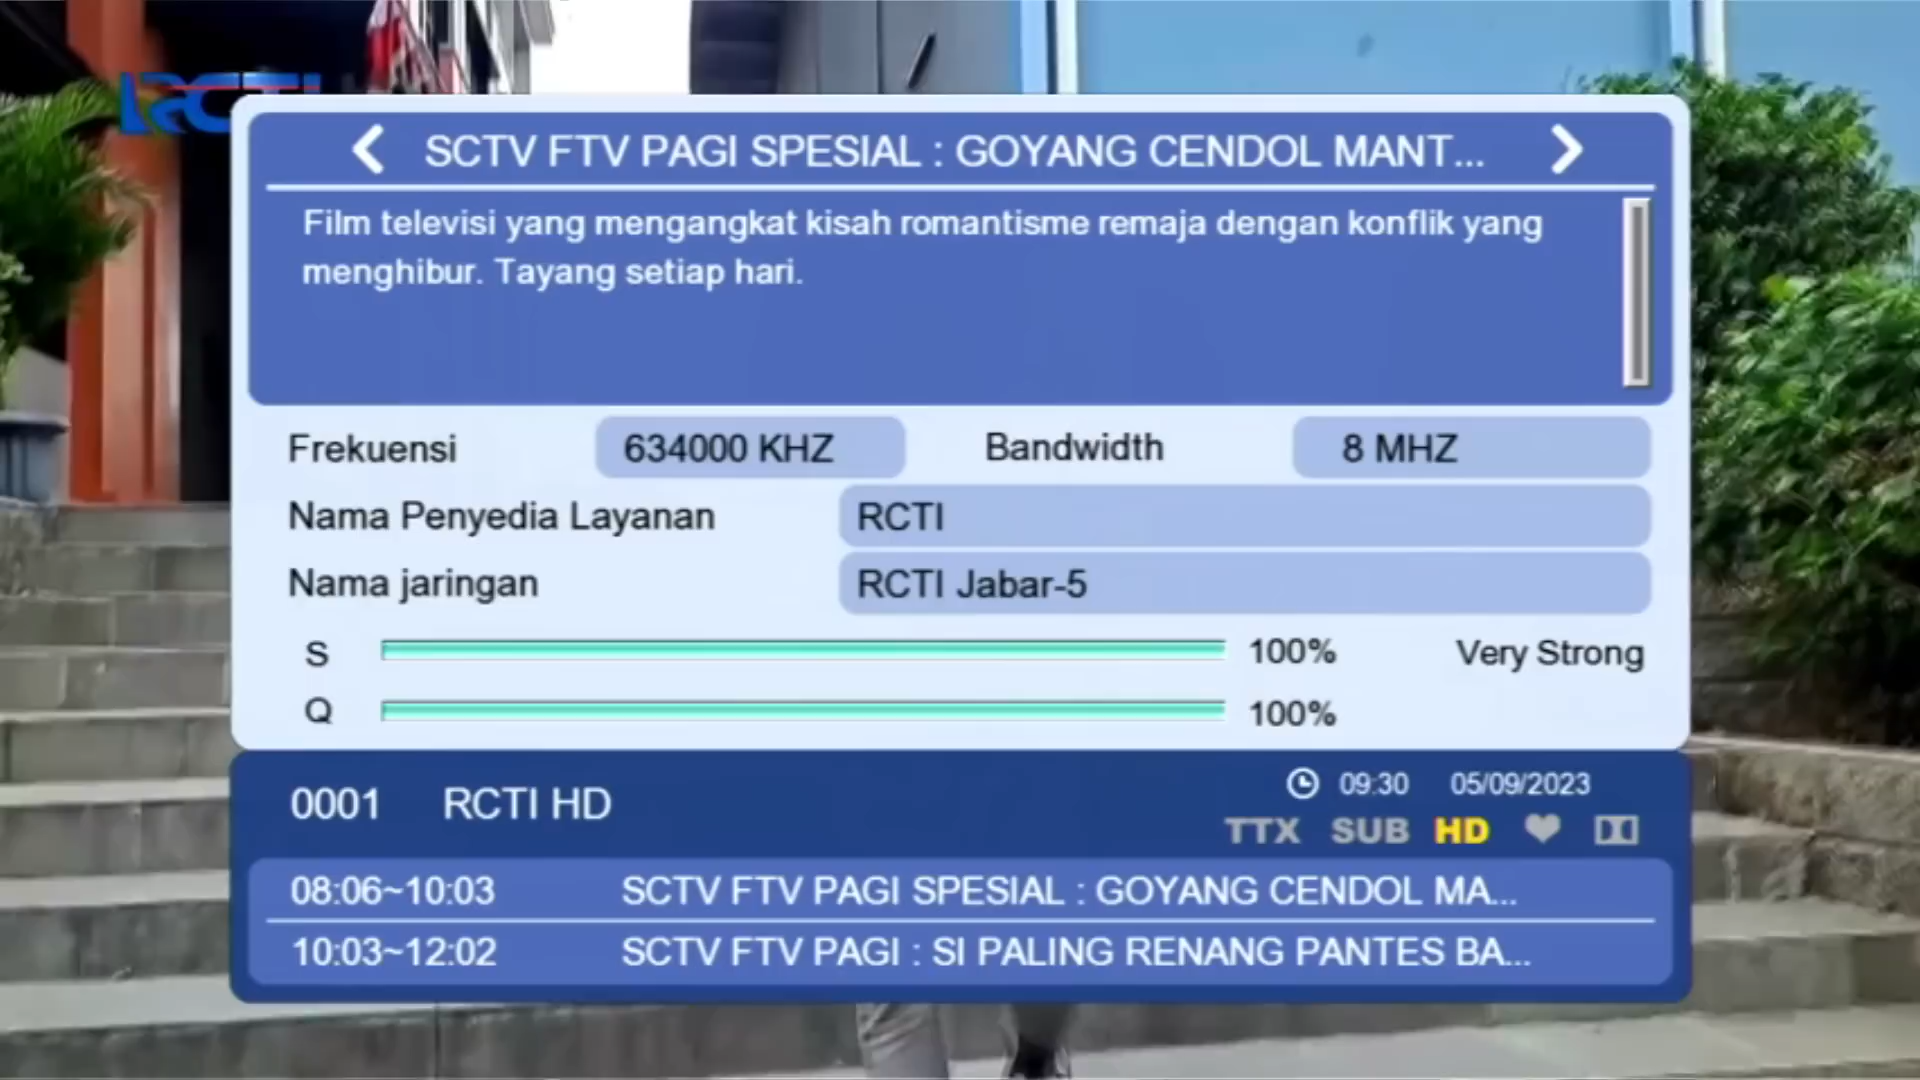 RCTI
SCTV FTV PAGI SPESIAL : GOYANG CENDOL MANT...
Film televisi yang mengangkat kisah romantisme remaja dengan konflik yang
menghibur. Tayang setiap hari.
Frekuensi 634000 KHZ Bandwidth 8 MHZ
Nama Penyedia Layanan RCTI
Nama jaringan RCTI Jabar-5
S 100% Very Strong
Q 100%
09:30 05/09/2023
0001 RCTI HD
TTX SUB HD
08:06~10:03 SCTV FTV PAGI SPESIAL : GOYANG CENDOL MA...
10:03~12:02 SCTV FTV PAGI : SI PALING RENANG PANTES BA...